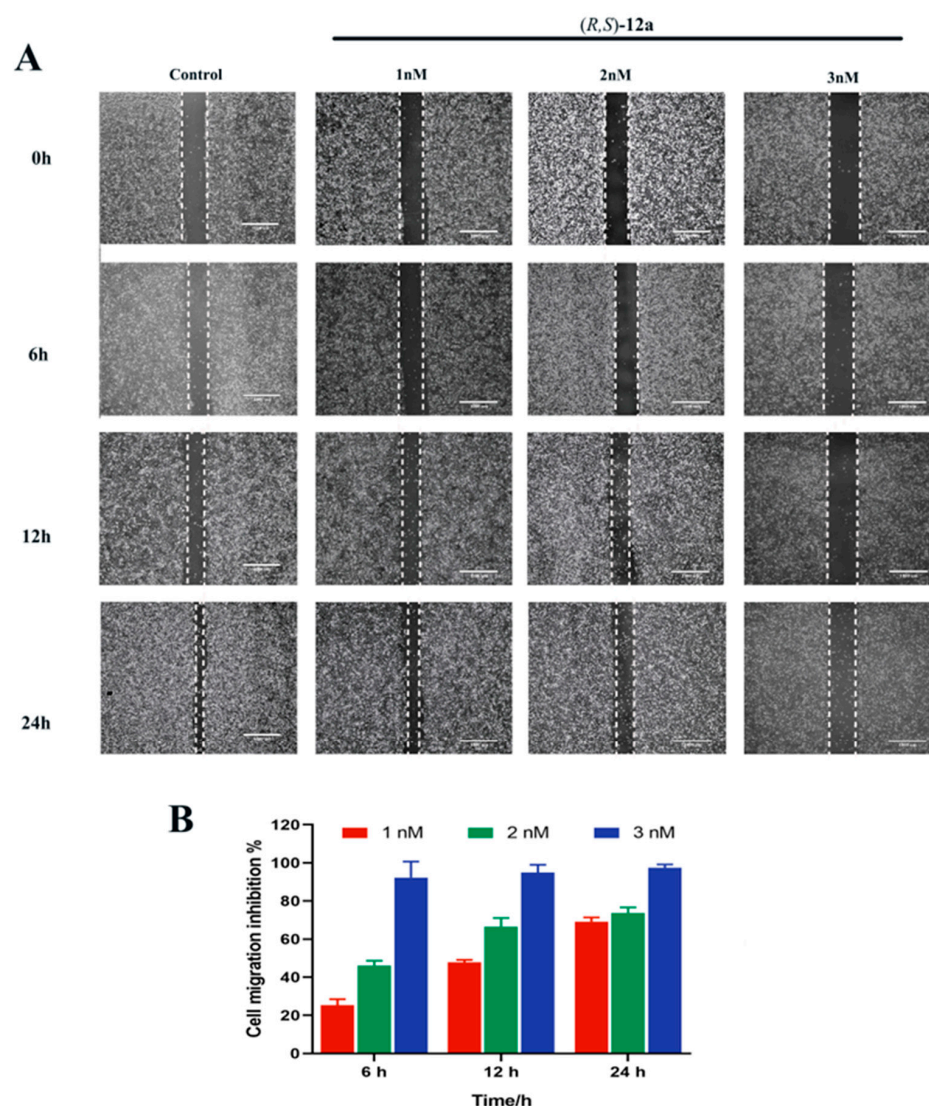 (R,S)-12a
A
Control 1nM 2nM 3nM
0h
6h
12h
24h
B
1 nM 2 nM 3 nM
Cell migration inhibition %
120
100
80
60
40
20
0
6 h 12 h 24 h
Time/h